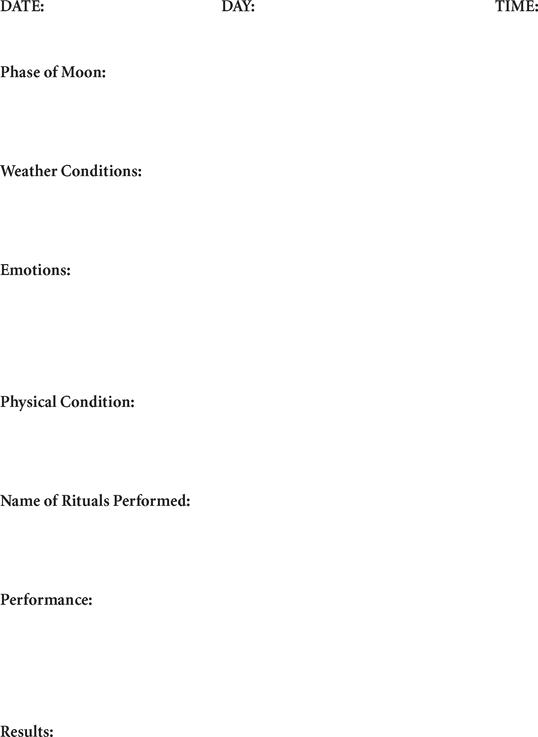 DATE: DAY: TIME:
Phase of Moon:
Weather Conditions:
Emotions:
Physical Condition:
Name of Rituals Performed:
Performance:
Results: